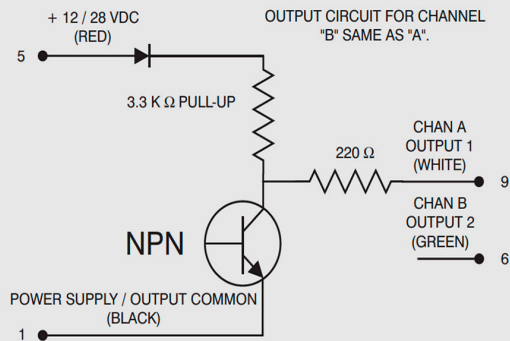 + 12 / 28 VDC
(RED)
OUTPUT CIRCUIT FOR CHANNEL
"B" SAME AS "A".
5
3.3 K Ω PULL-UP
220 Ω
CHAN A
OUTPUT 1
(WHITE)
9
CHAN B
OUTPUT 2
(GREEN)
6
NPN
POWER SUPPLY / OUTPUT COMMON
(BLACK)
1